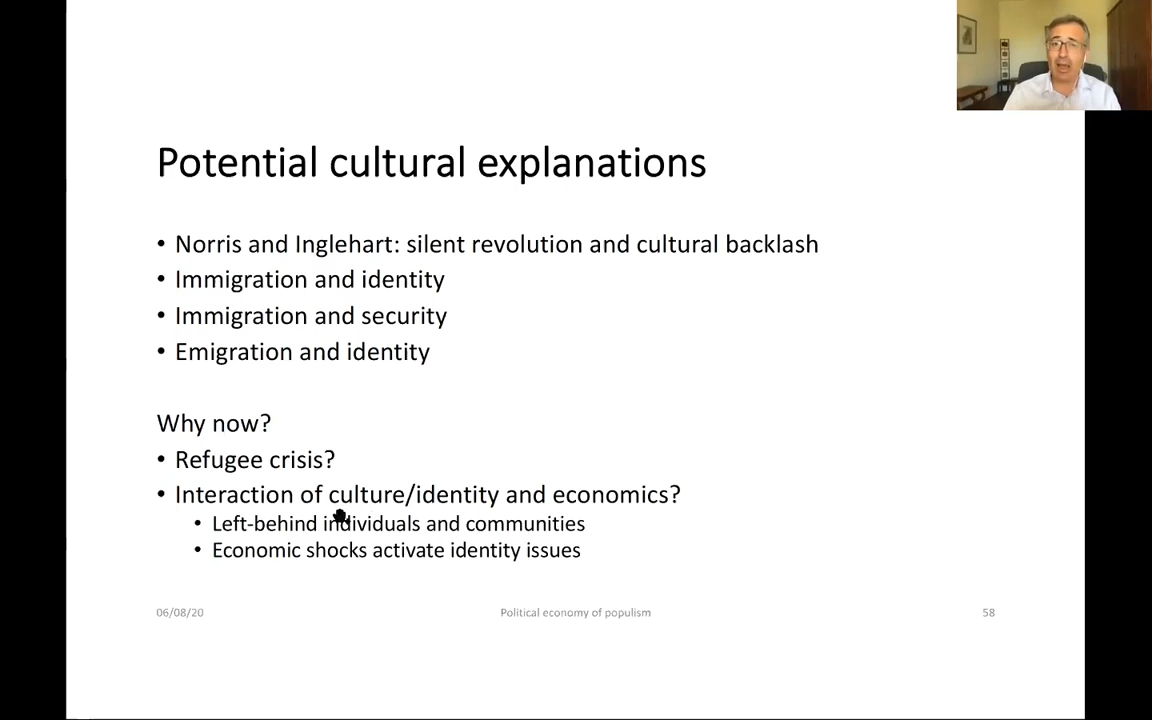 Potential cultural explanations
• Norris and Inglehart: silent revolution and cultural backlash
• Immigration and identity
• Immigration and security
• Emigration and identity
Why now?
• Refugee crisis?
• Interaction of culture/identity and economics?
• Left-behind individuals and communities
• Economic shocks activate identity issues
06/08/20 Political economy of populism 58